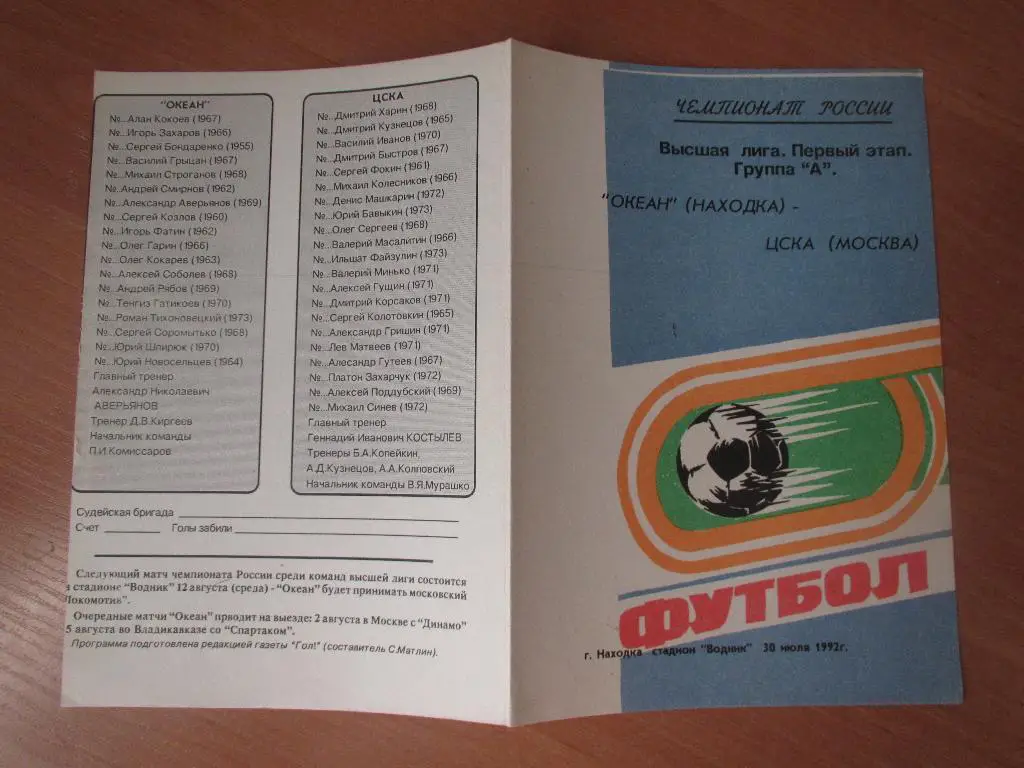 "ОКЕАН"
№...Алан Кокоев (1967)
№...Игорь Захаров (1966)
№...Сергей Бондаренко (1955)
№...Василий Грыцан (1967)
№...Михаил Строганов (1968)
№...Андрей Смирнов (1962)
№...Александр Аверьянов (1969)
№...Сергей Козлов (1960)
№...Игорь Фатин (1962)
№...Олег Гарин (1966)
№...Олег Кокарев (1963)
№...Алексей Соболев (1968)
№...Андрей Рябов (1969)
№...Тенгиз Гатикоев (1970)
№...Роман Тихоновецкий (1973)
№...Сергей Соромытько (1968)
№...Юрий Шпирюк (1970)
№...Юрий Новосельцев (1964)
Главный тренер
Александр Николаевич
АВЕРЬЯНОВ
Тренер Д.В.Киргеев
Начальник команды
П.И Комиссаров
ЦСКА
№...Дмитрий Харин (1968)
№...Дмитрий Кузнецов (1965)
№...Василий Иванов (1970)
№...Дмитрий Быстров (1967)
№...Сергей Фокин (1961)
№...Михаил Колесников (1966)
№...Денис Машкарин (1972)
№...Юрий Бавыкин (1973)
№...Олег Сергеев (1968)
№...Валерий Масалитин (1966)
№...Ильшат Файзулин (1973)
№...Валерий Минько (1971)
№...Алексей Гущин (1971)
№...Дмитрий Корсаков (1971)
№...Сергей Колотовкин (1965)
№...Александр Гришин (1971)
№...Лев Матвеев (1971)
№...Алесандр Гутеев (1967)
№...Платон Захарчук (1972)
№...Алексей Поддубский (1969)
№...Михаил Синев (1972)
Главный тренер
Геннадий Иванович КОСТЫЛЕВ
Тренеры Б.А.Копейкин,
А.Д.Кузнецов, А.А.Колповский
Начальник команды В.Я.Мурашко
Судейская бригада
Счет Голы забили
Следующий матч чемпионата России среди команд высшей лиги состоится
стадионе "Водник" 12 августа (среда) - "Океан" будет принимать московский
Локомотив".
Очередные матчи "Океан" прводит на выезде: 2 августа в Москве с "Динамо"
5 августа во Владикавказе со "Спартаком".
Программа подготовлена редакцией газеты "Гол!" (составитель С.Матлин).
ЧЕМПИОНАТ РОССИИ
Высшая лига. Первый этап.
Группа "А".
"ОКЕАН" (НАХОДКА) -
ЦСКА (МОСКВА)
ФУТБОЛ
г. Находка стадион "Водник" 30 июля 1992г.